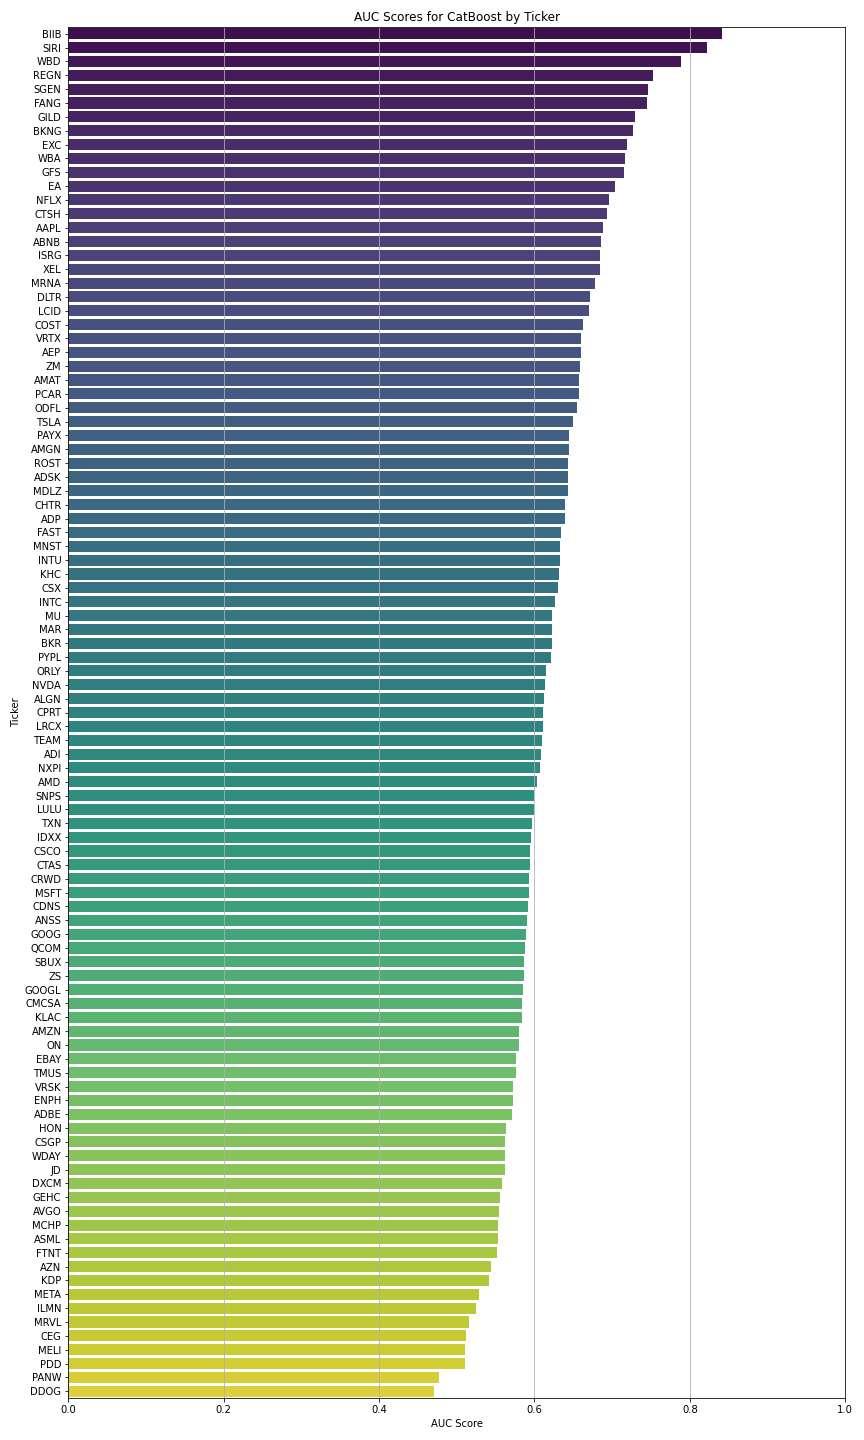 AUC Scores for CatBoost by Ticker
BIIB
SIRI
WBD
REGN
SGEN
FANG
GILD
BKNG
EXC
WBA
GFS
EA
NFLX
CTSH
AAPL
ABNB
ISRG
XEL
MRNA
DLTR
LCID
COST
VRTX
AEP
ZM
AMAT
PCAR
ODFL
TSLA
PAYX
AMGN
ROST
ADSK
MDLZ
CHTR
ADP
FAST
MNST
INTU
KHC
CSX
INTC
MU
MAR
BKR
PYPL
ORLY
NVDA
ALGN
CPRT
LRCX
TEAM
ADI
NXPI
AMD
SNPS
LULU
TXN
IDXX
CSCO
CTAS
CRWD
MSFT
CDNS
ANSS
GOOG
QCOM
SBUX
ZS
GOOGL
CMCSA
KLAC
AMZN
ON
EBAY
TMUS
VRSK
ENPH
ADBE
HON
CSGP
WDAY
JD
DXCM
GEHC
AVGO
MCHP
ASML
FTNT
AZN
KDP
META
ILMN
MRVL
CEG
MELI
PDD
PANW
DDOG
Ticker
0.0 0.2 0.4 0.6 0.8 1.0
AUC Score